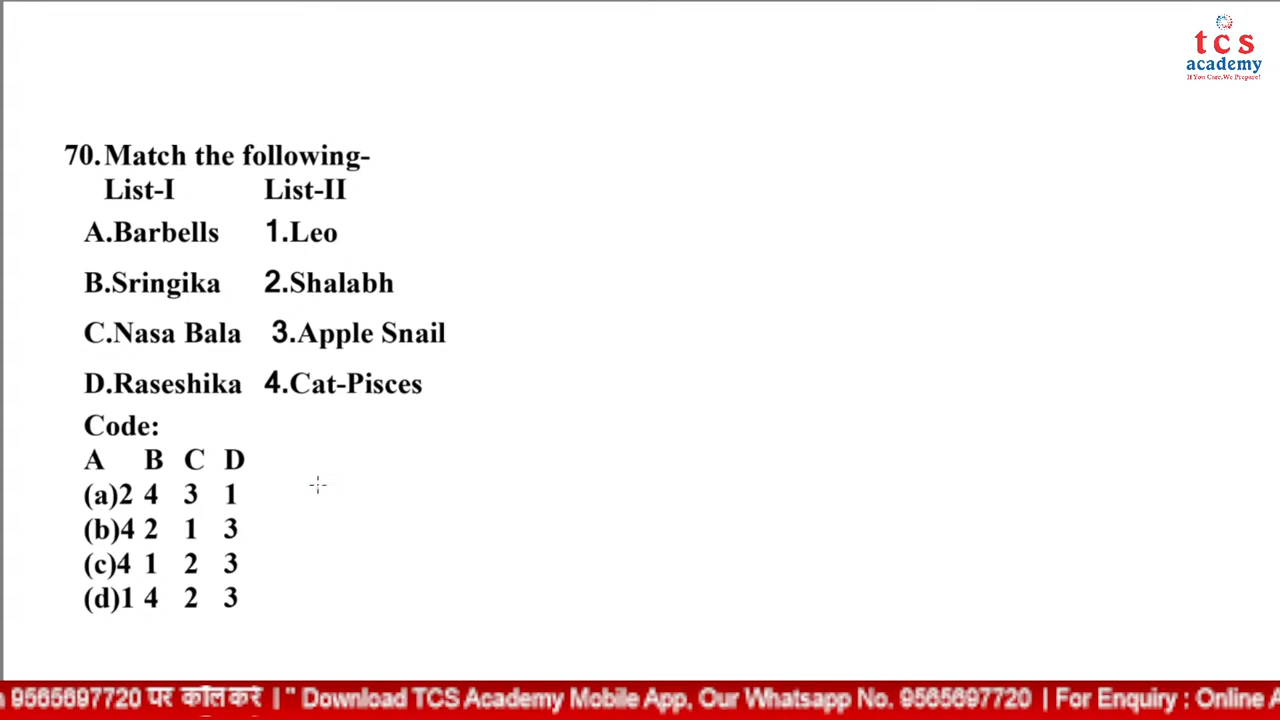 tcs
academy
If You Care,We Prepare!
70.Match the following-
List-I List-II
A.Barbells 1.Leo
B.Sringika 2.Shalabh
C.Nasa Bala 3.Apple Snail
D.Raseshika 4.Cat-Pisces
Code:
A B C D
(a)2 4 3 1
(b)4 2 1 3
(c)4 1 2 3
(d)1 4 2 3
9565697720 पर कॉल करें | " Download TCS Academy Mobile App, Our Whatsapp No. 9565697720 | For Enquiry : Online